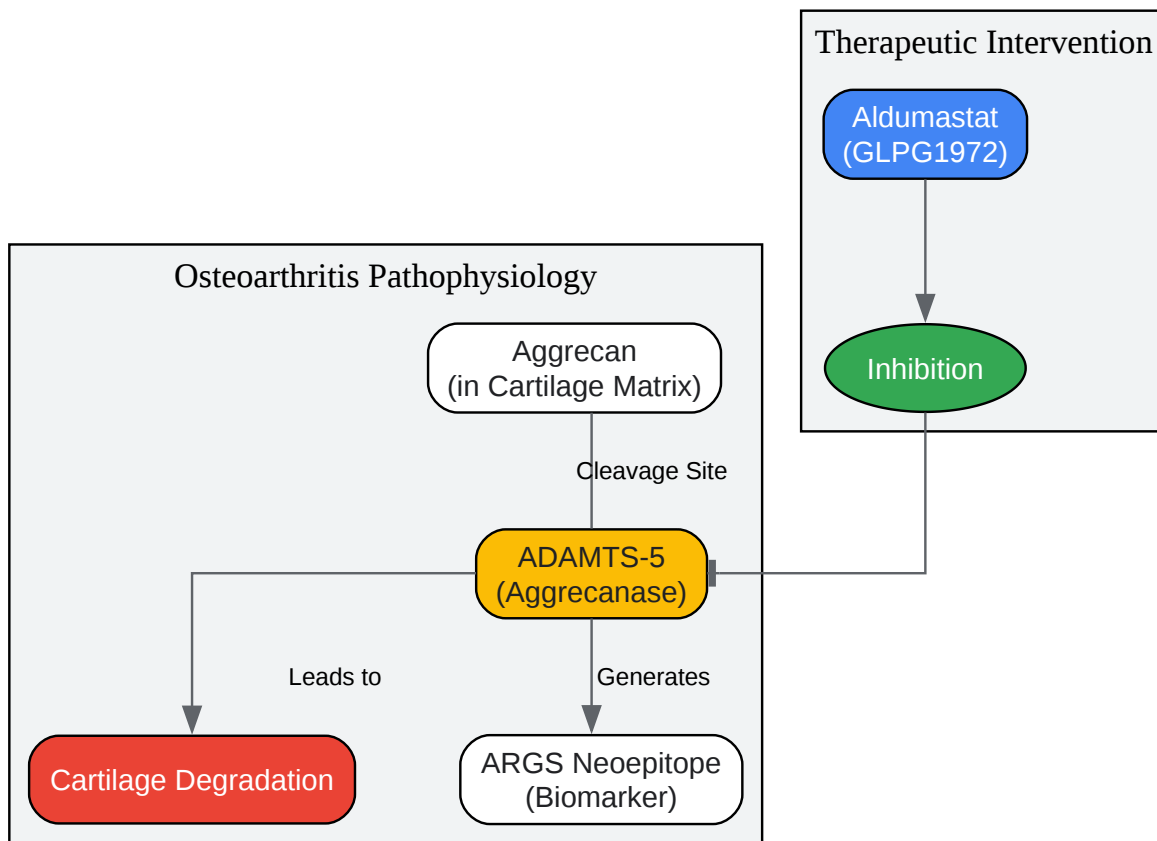 Therapeutic Intervention
Aldumastat
(GLPG1972)
Inhibition
Osteoarthritis Pathophysiology
Aggrecan
(in Cartilage Matrix)
Cleavage Site
ADAMTS-5
(Aggrecanase)
Leads to
Generates
Cartilage Degradation
ARGS Neoepitope
(Biomarker)